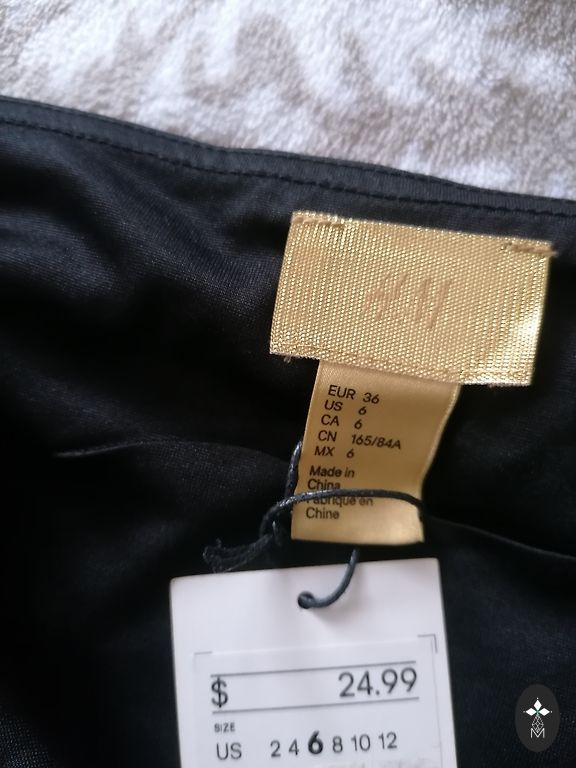 H&M
EUR 36
US 6
CA 6
CN 165/84A
MX 6
Made in
China
Fabriqué en
Chine
$ 24.99
SIZE
US 2 4 6 8 10 12
M